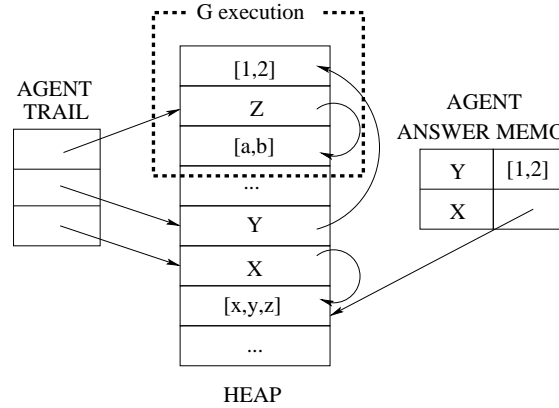 G execution
AGENT
TRAIL
[1,2]
Z
[a,b]
...
Y
X
[x,y,z]
...
HEAP
AGENT
ANSWER MEMO
Y [1,2]
X